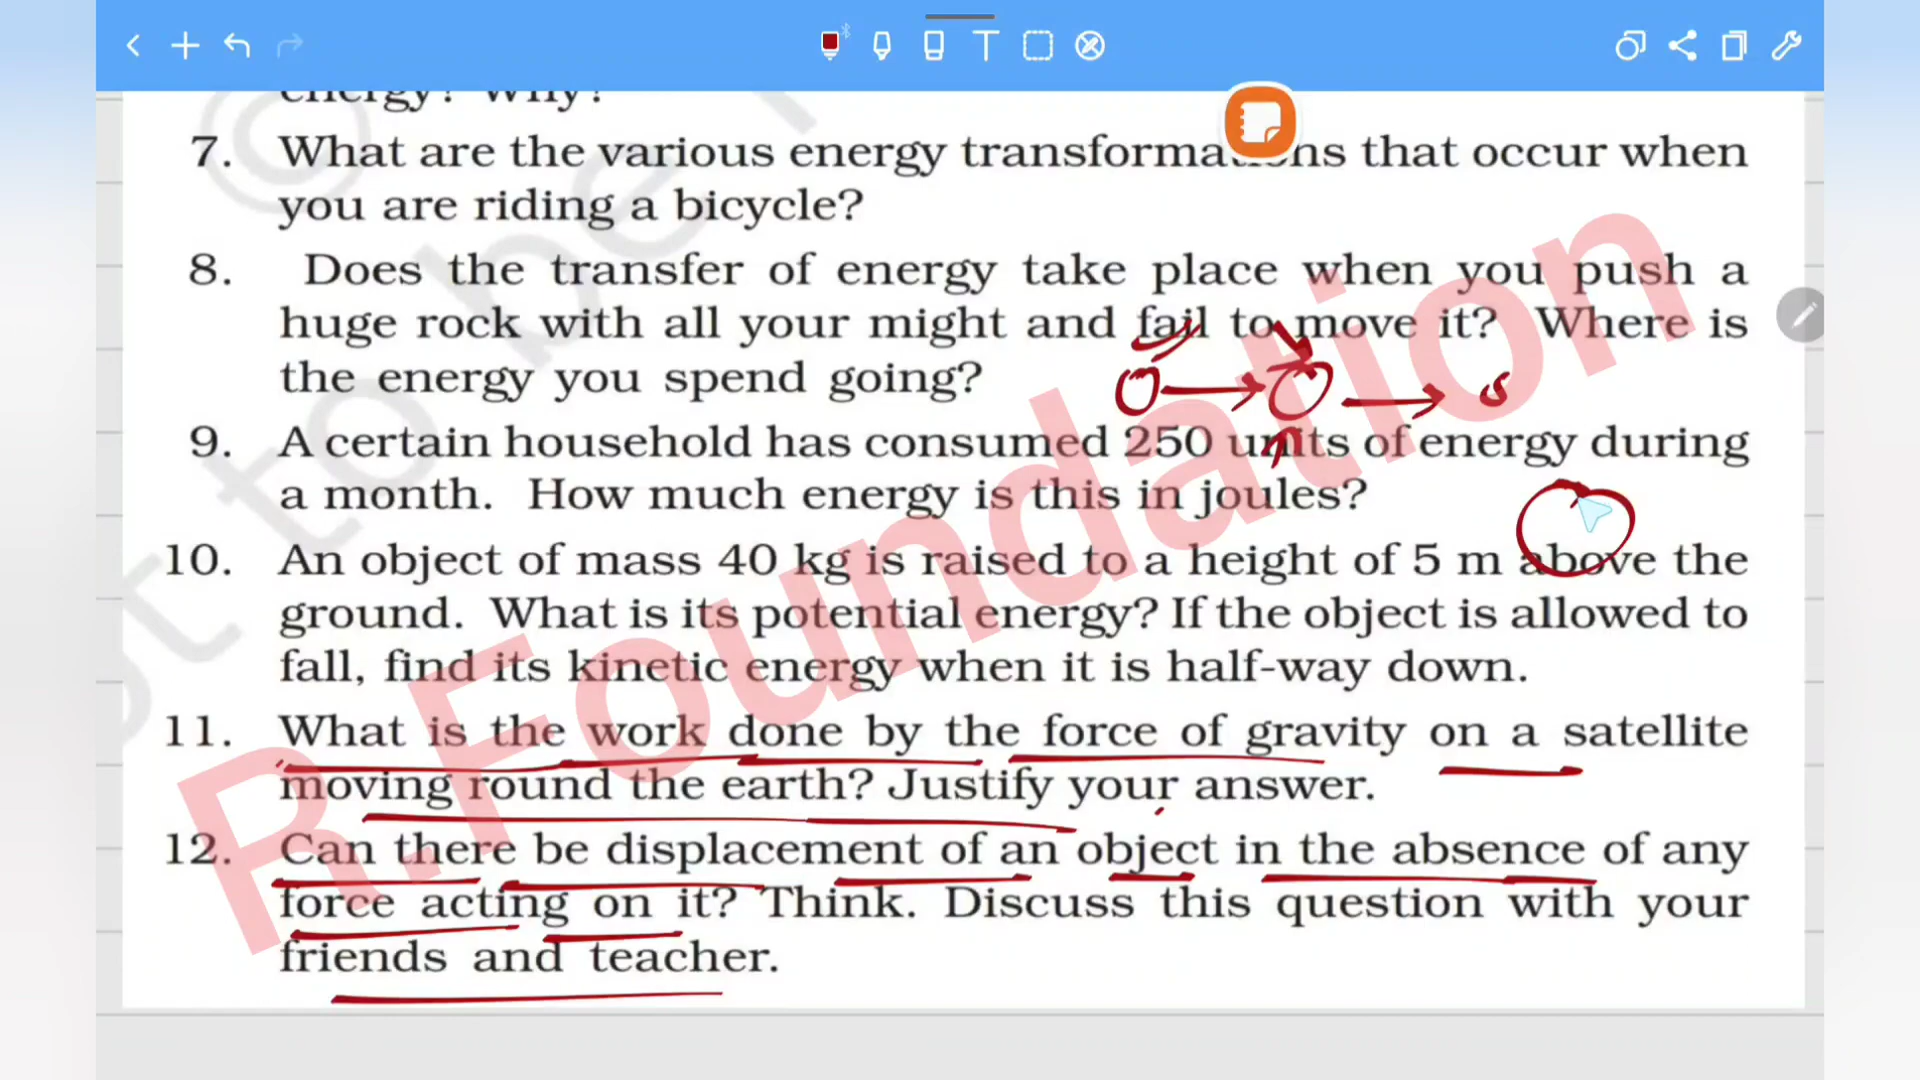 energy? Why?
7. What are the various energy transformations that occur when
you are riding a bicycle?
8. Does the transfer of energy take place when you push a
huge rock with all your might and fail to move it? Where is
the energy you spend going?
9. A certain household has consumed 250 units of energy during
a month. How much energy is this in joules?
10. An object of mass 40 kg is raised to a height of 5 m above the
ground. What is its potential energy? If the object is allowed to
fall, find its kinetic energy when it is half-way down.
11. What is the work done by the force of gravity on a satellite
moving round the earth? Justify your answer.
12. Can there be displacement of an object in the absence of any
force acting on it? Think. Discuss this question with your
friends and teacher.
R.Foundation